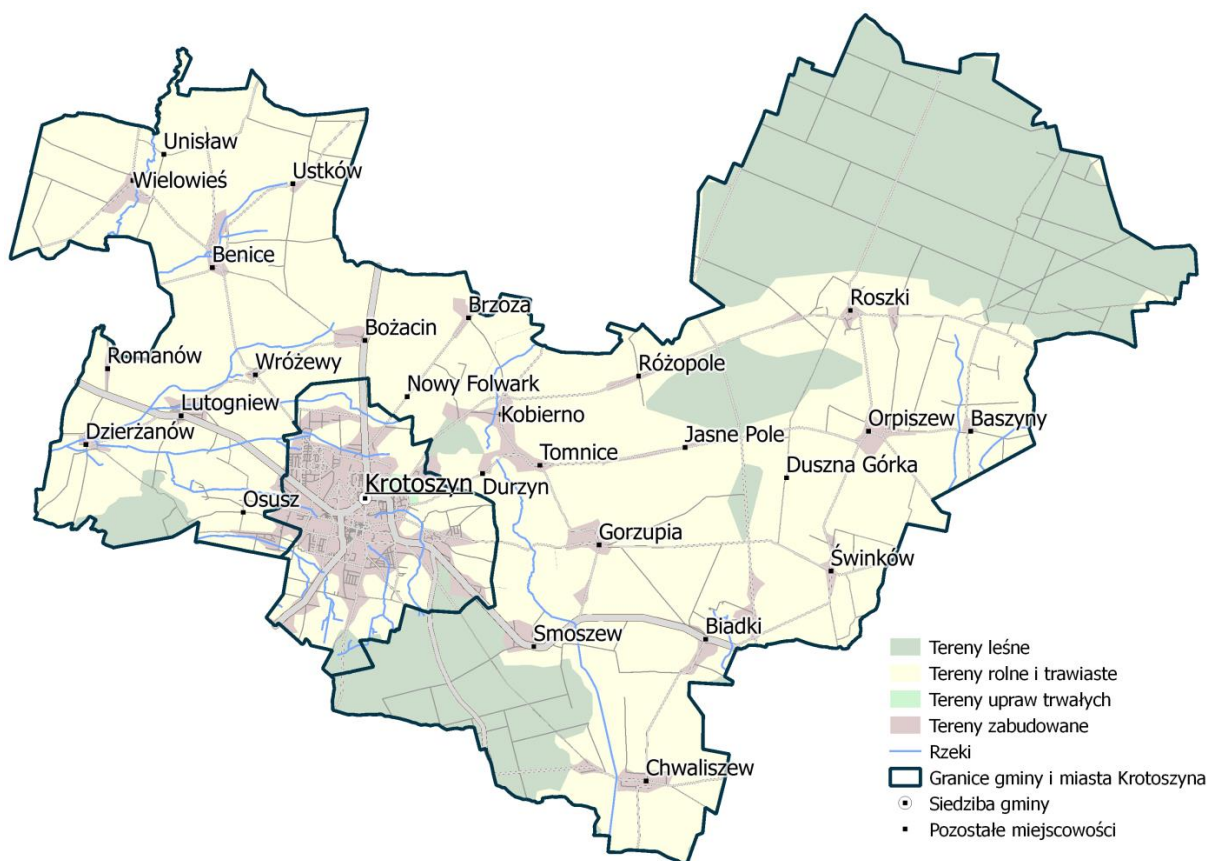 Unisław
Wielowieś
Ustków
Benice
Brzoza
Roszki
Bożacin
Romanów
Wróżewy
Różopole
Nowy Folwark
Lutogniew
Kobierno
Dzierżanów
Orpiszew
Baszyny
Jasne Pole
Tomnice
Duszna Górka
Durzyn
Krotoszyn
Osusz
Gorzupia
Świnków
Smoszew
Biadki
Chwaliszew
Tereny leśne
Tereny rolne i trawiaste
Tereny upraw trwałych
Tereny zabudowane
Rzeki
Granice gminy i miasta Krotoszyna
Siedziba gminy
Pozostałe miejscowości